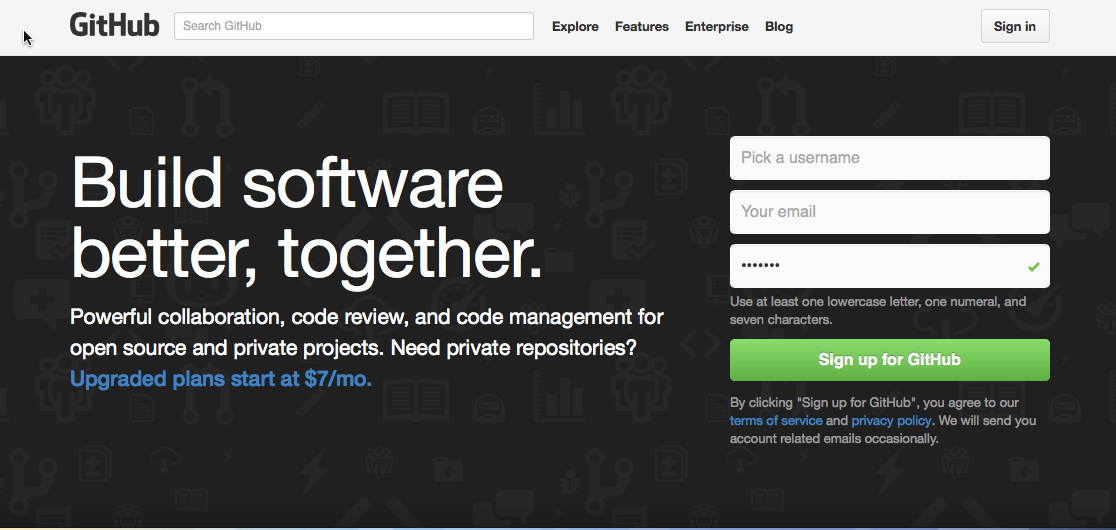 GitHub
Search GitHub
Explore
Features
Enterprise
Blog
Sign in
Build software
better, together.
Powerful collaboration, code review, and code management for
open source and private projects. Need private repositories?
Upgraded plans start at $7/mo.
Pick a username
Your email
•••••••
Use at least one lowercase letter, one numeral, and
seven characters.
Sign up for GitHub
By clicking "Sign up for GitHub", you agree to our
terms of service and privacy policy. We will send you
account related emails occasionally.